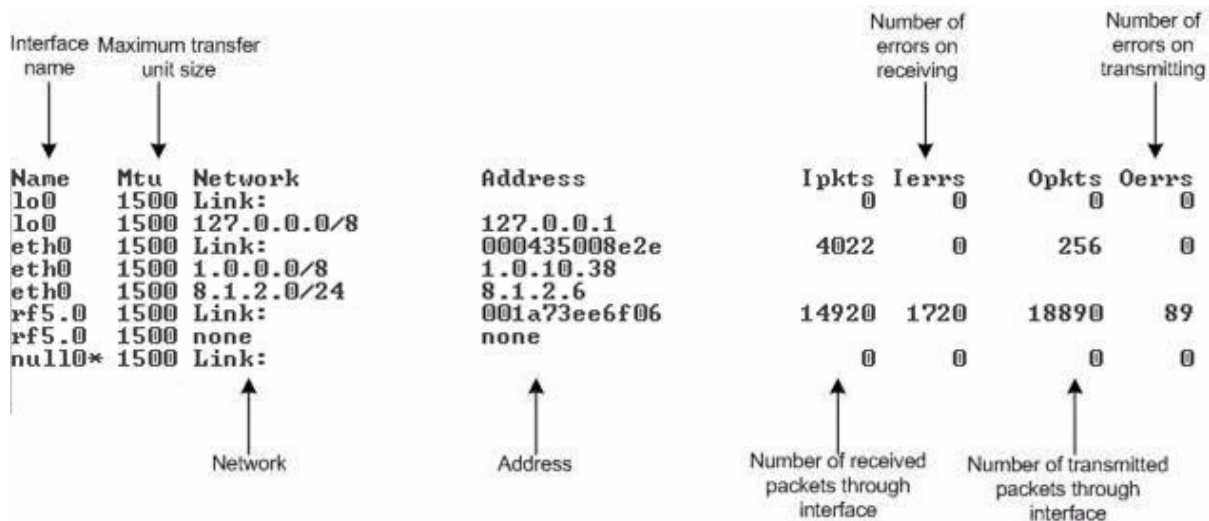 Interface name
Maximum transfer unit size
Number of errors on receiving
Number of errors on transmitting
Name Mtu Network Address Ipkts Ierrs Opkts Oerrs
lo0 1500 Link: 0 0 0 0
lo0 1500 127.0.0.0/8 127.0.0.1
eth0 1500 Link: 000435008e2e 4022 0 256 0
eth0 1500 1.0.0.0/8 1.0.10.38
eth0 1500 8.1.2.0/24 8.1.2.6
rf5.0 1500 Link: 001a73ee6f06 14920 1720 18890 89
rf5.0 1500 none none
null0* 1500 Link: 0 0 0 0
Network
Address
Number of received packets through interface
Number of transmitted packets through interface